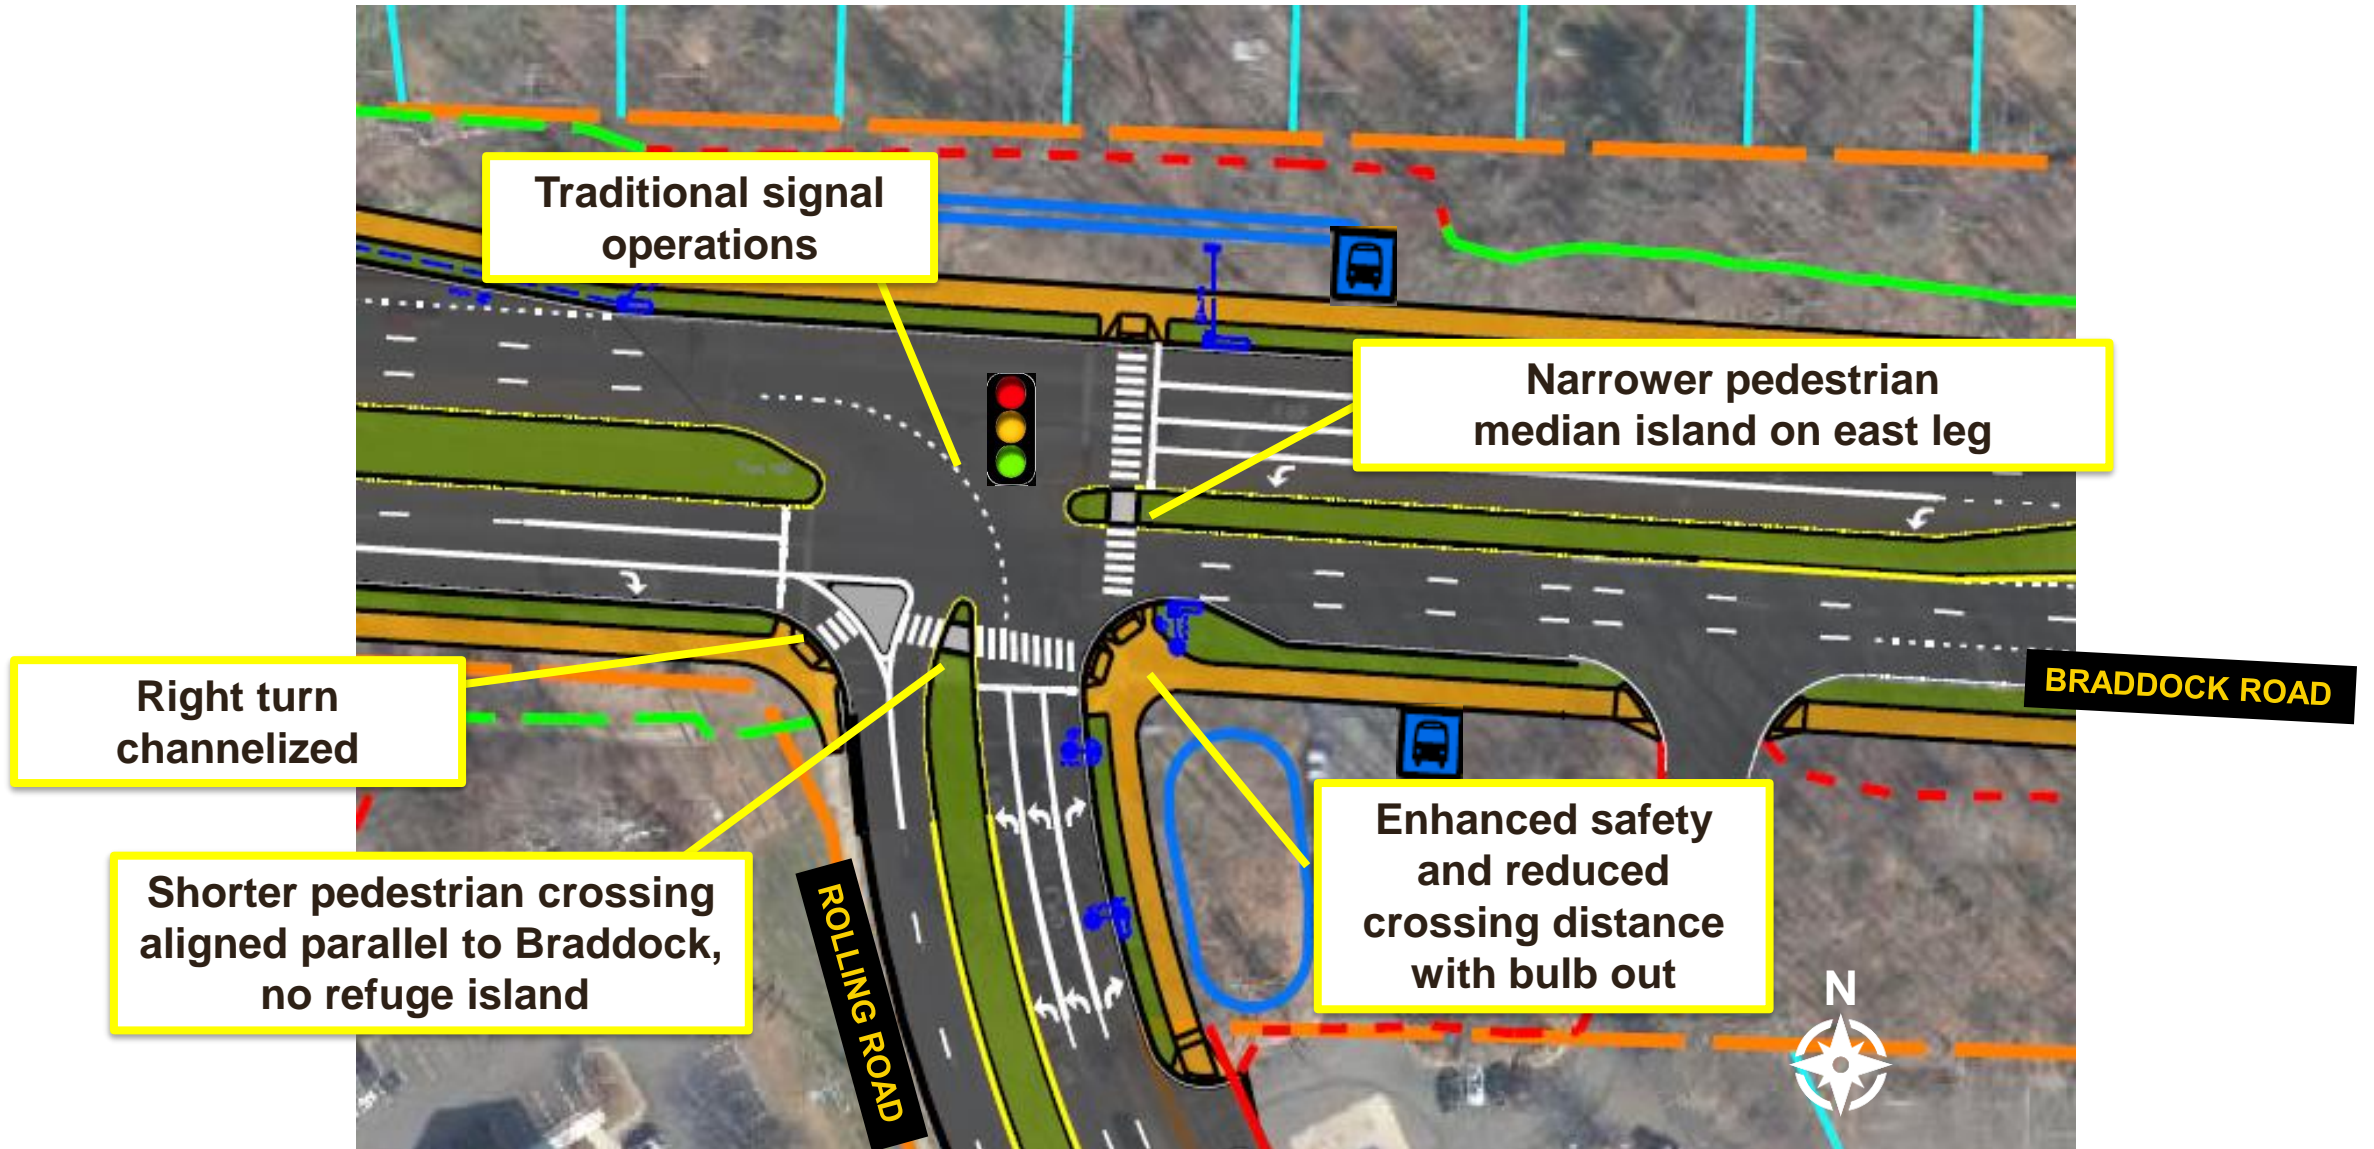 Traditional signal
operations
Narrower pedestrian
median island on east leg
BRADDOCK ROAD
Right turn
channelized
Shorter pedestrian crossing
aligned parallel to Braddock,
no refuge island
ROLLING ROAD
Enhanced safety
and reduced
crossing distance
with bulb out
N